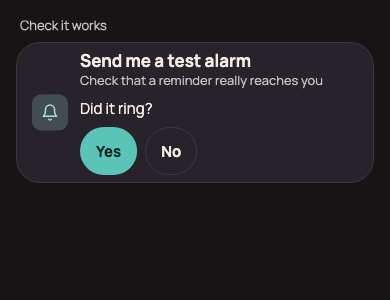 Check it works
Send me a test alarm
Check that a reminder really reaches you
Did it ring?
Yes
No